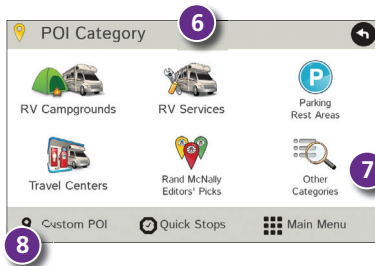 POI Category
6
RV Campgrounds
RV Services
P
Parking
Rest Areas
Travel Centers
Rand McNally
Editors' Picks
Other
Categories
7
Custom POI
Quick Stops
Main Menu
8